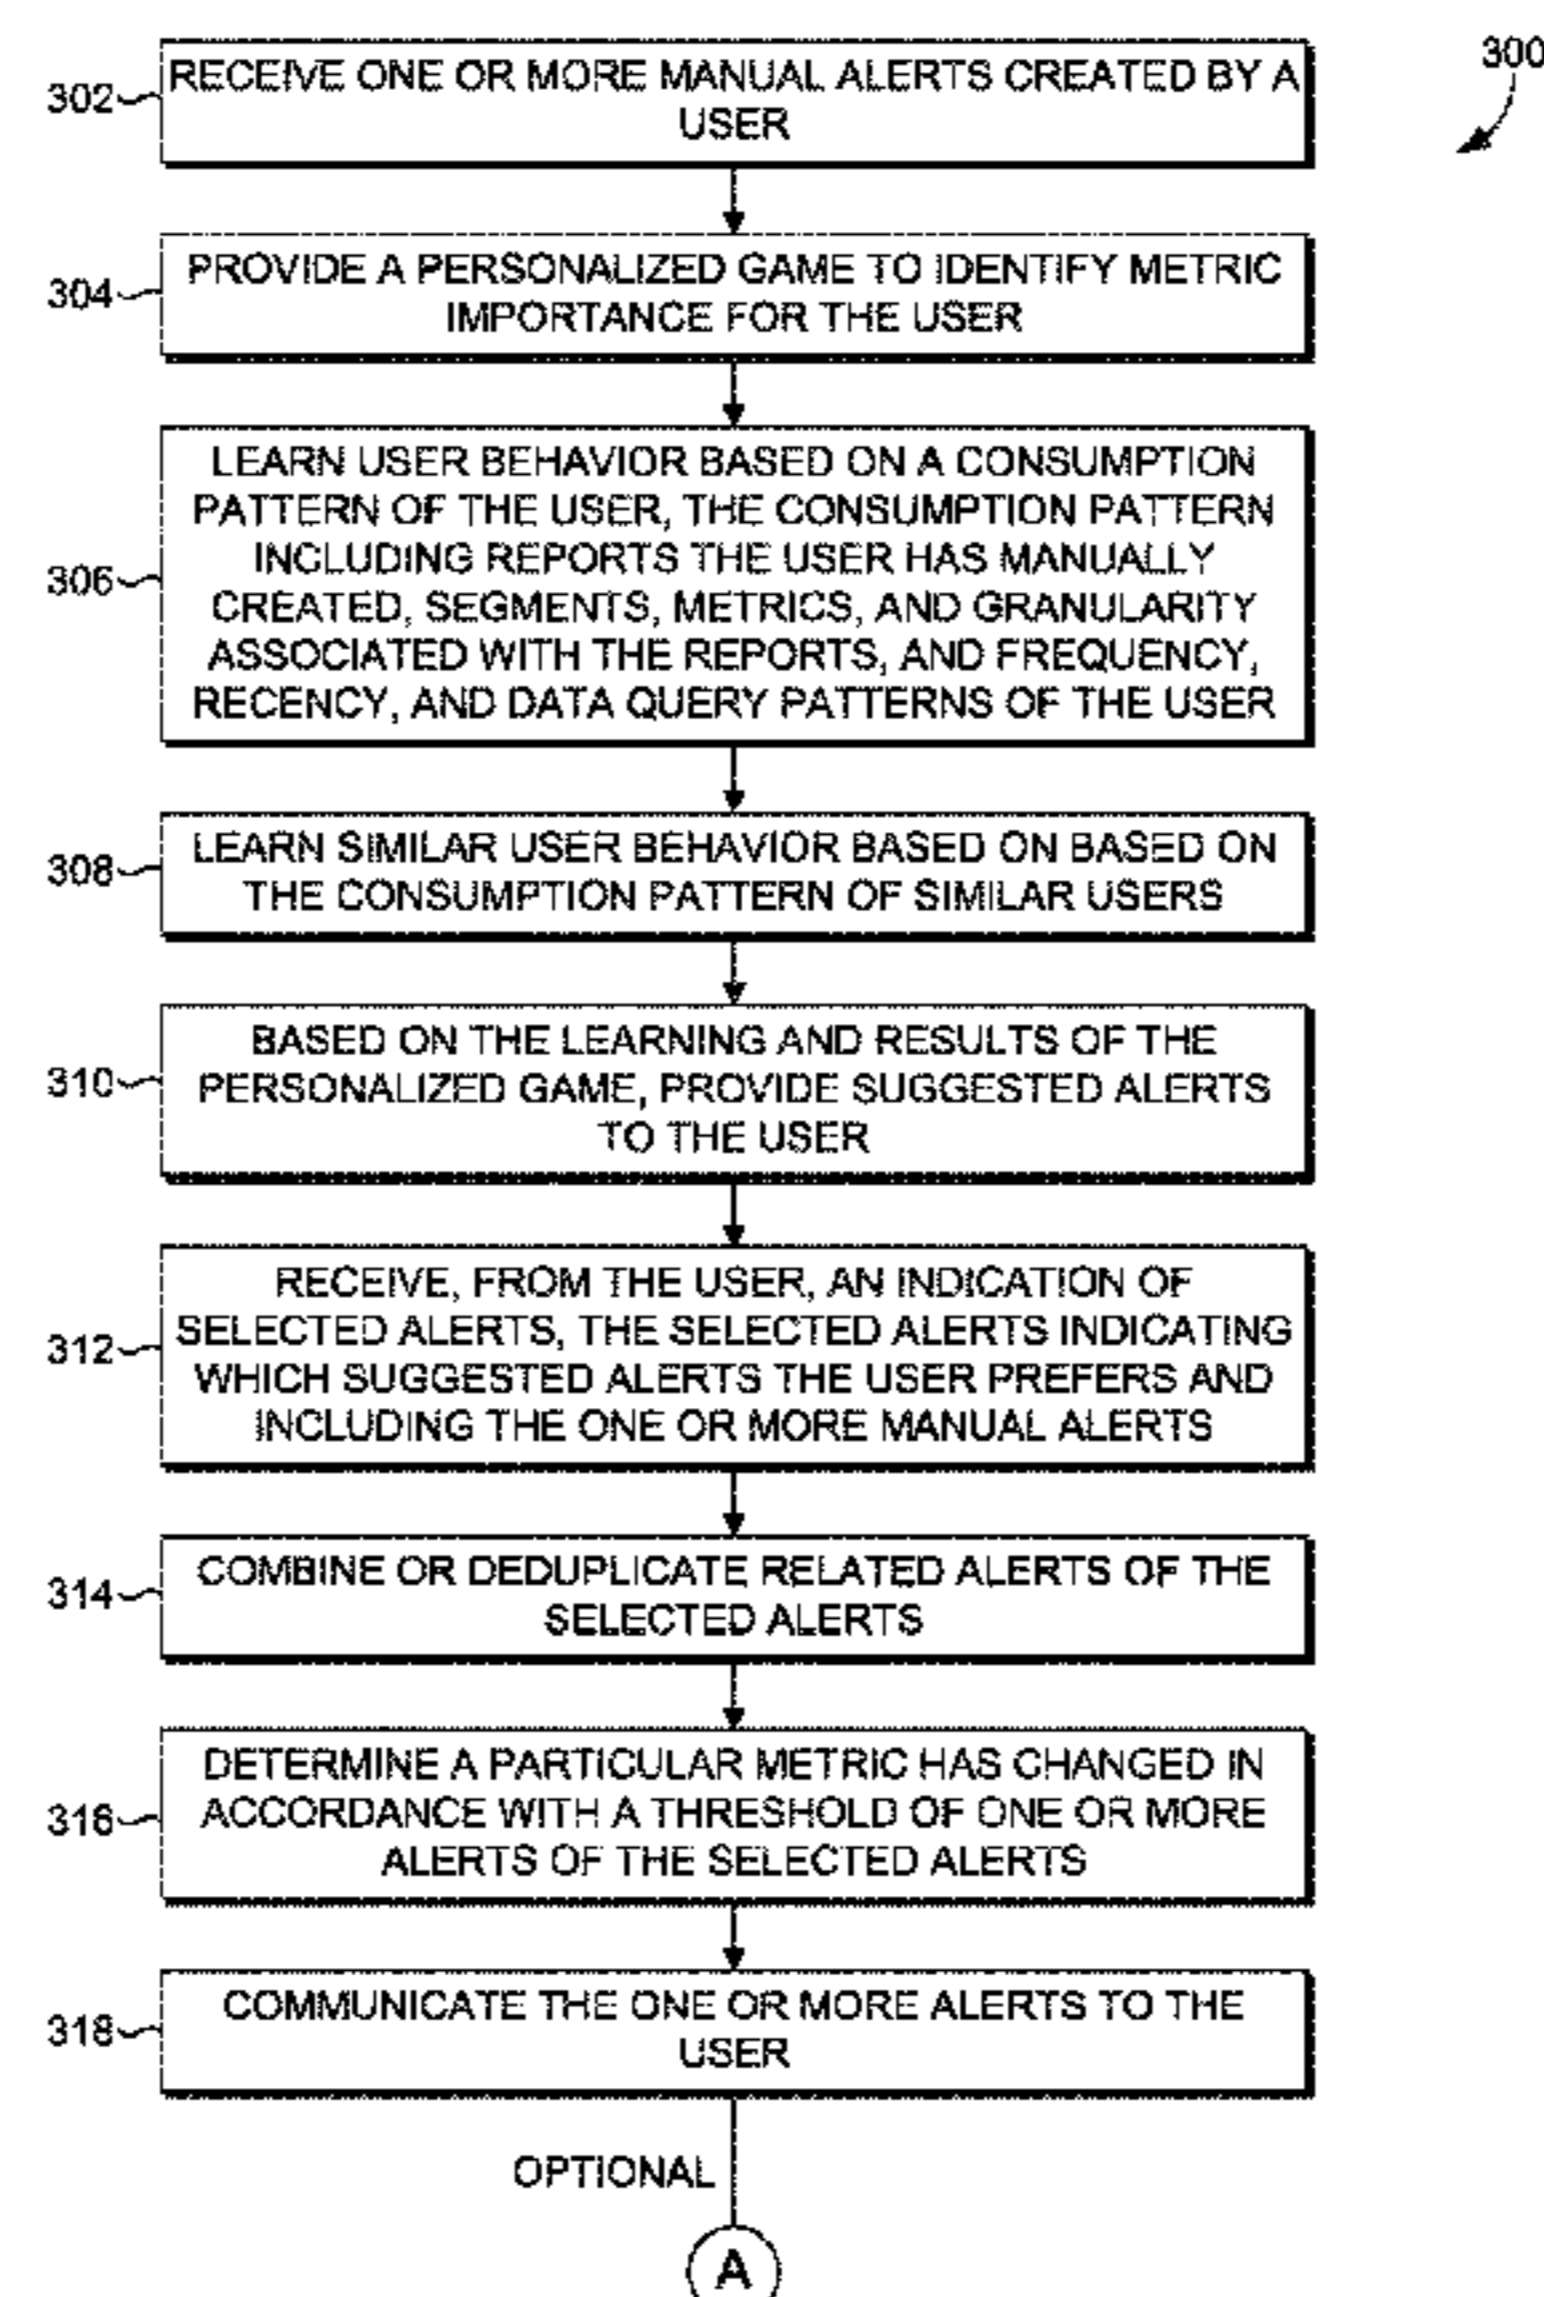 300
302
RECEIVE ONE OR MORE MANUAL ALERTS CREATED BY A
USER
304
PROVIDE A PERSONALIZED GAME TO IDENTIFY METRIC
IMPORTANCE FOR THE USER
306
LEARN USER BEHAVIOR BASED ON A CONSUMPTION
PATTERN OF THE USER, THE CONSUMPTION PATTERN
INCLUDING REPORTS THE USER HAS MANUALLY
CREATED, SEGMENTS, METRICS, AND GRANULARITY
ASSOCIATED WITH THE REPORTS, AND FREQUENCY,
RECENCY, AND DATA QUERY PATTERNS OF THE USER
308
LEARN SIMILAR USER BEHAVIOR BASED ON BASED ON
THE CONSUMPTION PATTERN OF SIMILAR USERS
310
BASED ON THE LEARNING AND RESULTS OF THE
PERSONALIZED GAME, PROVIDE SUGGESTED ALERTS
TO THE USER
312
RECEIVE, FROM THE USER, AN INDICATION OF
SELECTED ALERTS, THE SELECTED ALERTS INDICATING
WHICH SUGGESTED ALERTS THE USER PREFERS AND
INCLUDING THE ONE OR MORE MANUAL ALERTS
314
COMBINE OR DEDUPLICATE RELATED ALERTS OF THE
SELECTED ALERTS
316
DETERMINE A PARTICULAR METRIC HAS CHANGED IN
ACCORDANCE WITH A THRESHOLD OF ONE OR MORE
ALERTS OF THE SELECTED ALERTS
318
COMMUNICATE THE ONE OR MORE ALERTS TO THE
USER
OPTIONAL
A